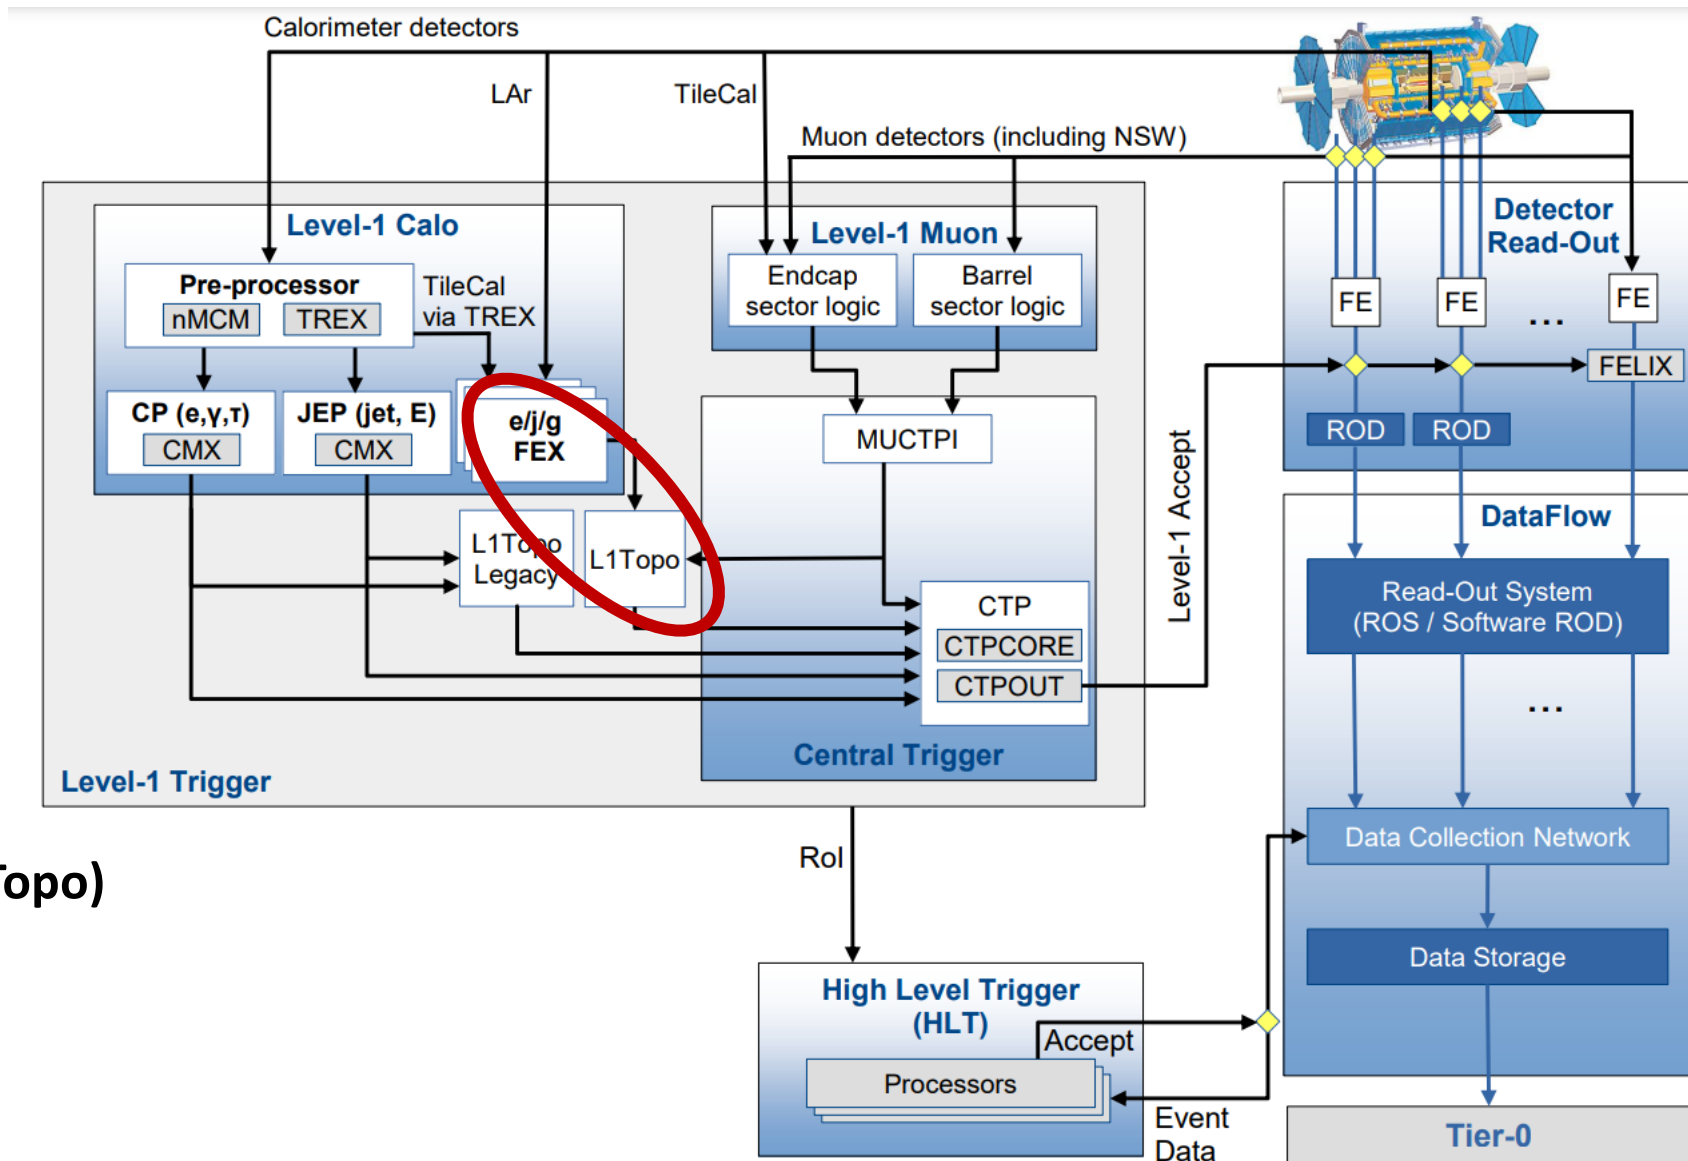 Calorimeter detectors
LAr
TileCal
Muon detectors (including NSW)
Level-1 Calo
Pre-processor
nMCM
TREX
TileCal
via TREX
CP (e,γ,τ)
CMX
JEP (jet, E)
CMX
e/j/g
FEX
Level-1 Muon
Endcap
sector logic
Barrel
sector logic
MUCTPI
L1Topo
Legacy
L1Topo
CTP
CTPCORE
CTPOUT
Central Trigger
Level-1 Trigger
Level-1 Accept
Detector
Read-Out
FE
FE
...
FE
FELIX
ROD
ROD
DataFlow
Read-Out System
(ROS / Software ROD)
...
Data Collection Network
Data Storage
Tier-0
RoI
Topo)
High Level Trigger
(HLT)
Accept
Processors
Event
Data